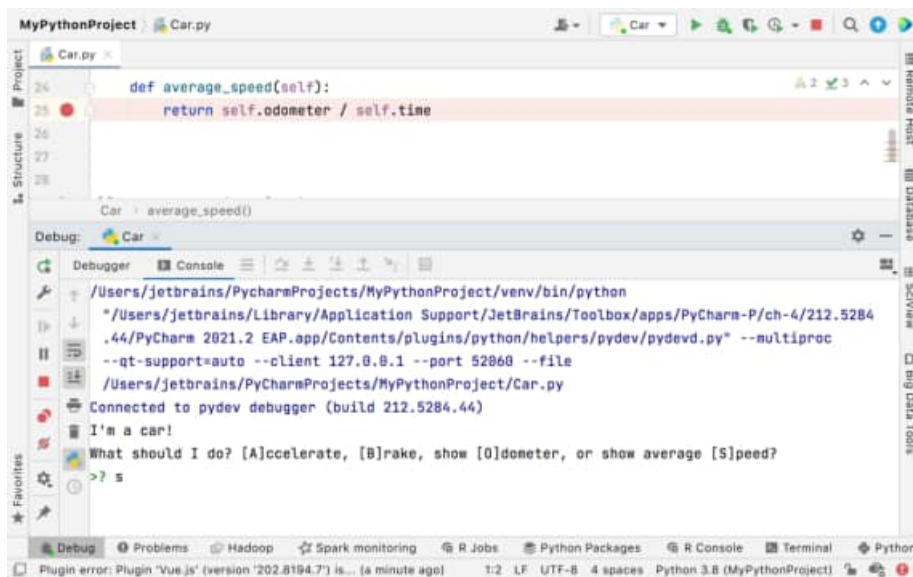 MyPythonProject Car.py
Car
Car.py
Project
Structure
Favorites
24 def average_speed(self):
25 return self.odometer / self.time
26
27
28
2 3
Car average_speed()
Remote Host
Database
SciView
Big Data Tools
Debug: Car
Debugger Console
/Users/jetbrains/PycharmProjects/MyPythonProject/venv/bin/python
"/Users/jetbrains/Library/Application Support/JetBrains/Toolbox/apps/PyCharm-P/ch-4/212.5284
.44/PyCharm 2021.2 EAP.app/Contents/plugins/python/helpers/pydev/pydevd.py" --multiproc
--qt-support=auto --client 127.0.0.1 --port 52060 --file
/Users/jetbrains/PyCharmProjects/MyPythonProject/Car.py
Connected to pydev debugger (build 212.5284.44)
I'm a car!
What should I do? [A]ccelerate, [B]rake, show [O]dometer, or show average [S]peed?
>? s
Debug Problems Hadoop Spark monitoring R Jobs Python Packages R Console Terminal Python
Plugin error: Plugin 'Vue.js' (version '202.8194.7') is... (a minute ago) 1:2 LF UTF-8 4 spaces Python 3.8 (MyPythonProject)